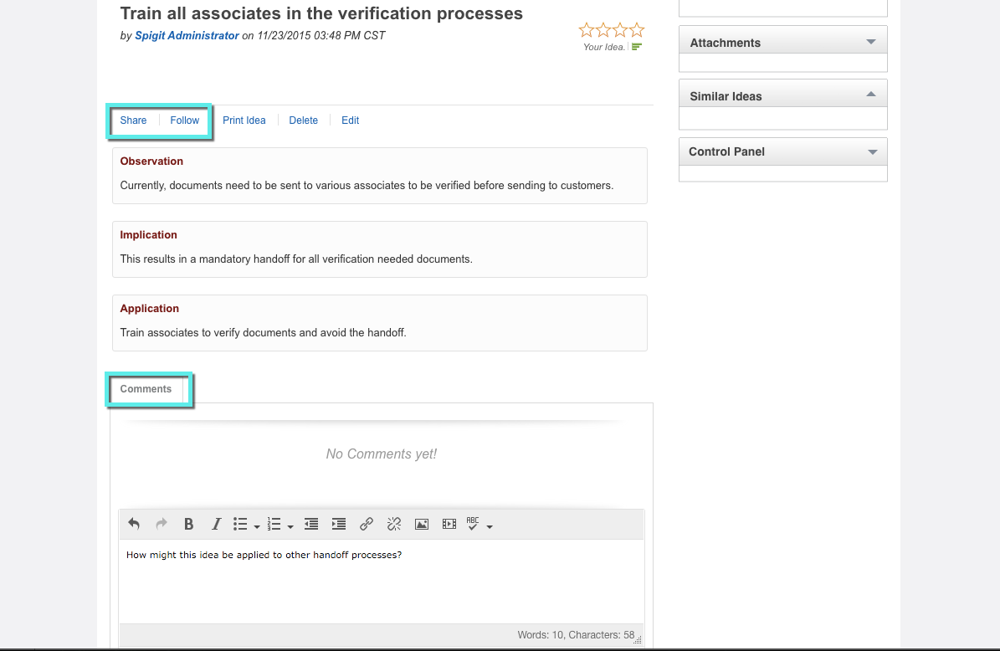 Train all associates in the verification processes
by Spigit Administrator on 11/23/2015 03:48 PM CST
Your Idea.
Share
Follow
Print Idea
Delete
Edit
Observation
Currently, documents need to be sent to various associates to be verified before sending to customers.
Implication
This results in a mandatory handoff for all verification needed documents.
Application
Train associates to verify documents and avoid the handoff.
Comments
No Comments yet!
B
I
1
2
3
ABC
How might this idea be applied to other handoff processes?
Words: 10, Characters: 58
Attachments
Similar Ideas
Control Panel